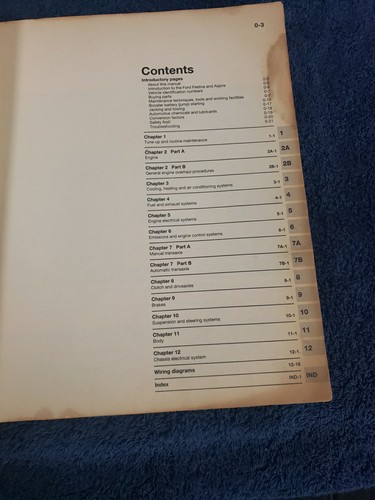 0-3
Contents
Introductory pages
About this manual
Introduction to the Ford Festiva and Aspire
Vehicle identification numbers
Buying parts
Maintenance techniques, tools and working facilities
Booster battery (jump) starting 0-17
Jacking and towing
Automotive chemicals and lubricants
Conversion factors
Safety first! 0-20
Troubleshooting 0-21
Chapter 1
Tune-up and routine maintenance 1-1 1
Chapter 2 Part A
Engine 2A-1 2A
Chapter 2 Part B
General engine overhaul procedures 2B-1 2B
Chapter 3
Cooling, heating and air conditioning systems 3-1 3
Chapter 4
Fuel and exhaust systems 4-1 4
Chapter 5
Engine electrical systems 5-1 5
Chapter 6
Emissions and engine control systems 6-1 6
Chapter 7 Part A
Manual transaxle 7A-1 7A
Chapter 7 Part B
Automatic transaxle 7B-1 7B
Chapter 8
Clutch and driveaxles 8-1 8
Chapter 9
Brakes 9-1 9
Chapter 10
Suspension and steering systems 10-1 10
Chapter 11
Body 11-1 11
Chapter 12
Chassis electrical system 12-1 12
Wiring diagrams 12-18
Index IND-1 IND